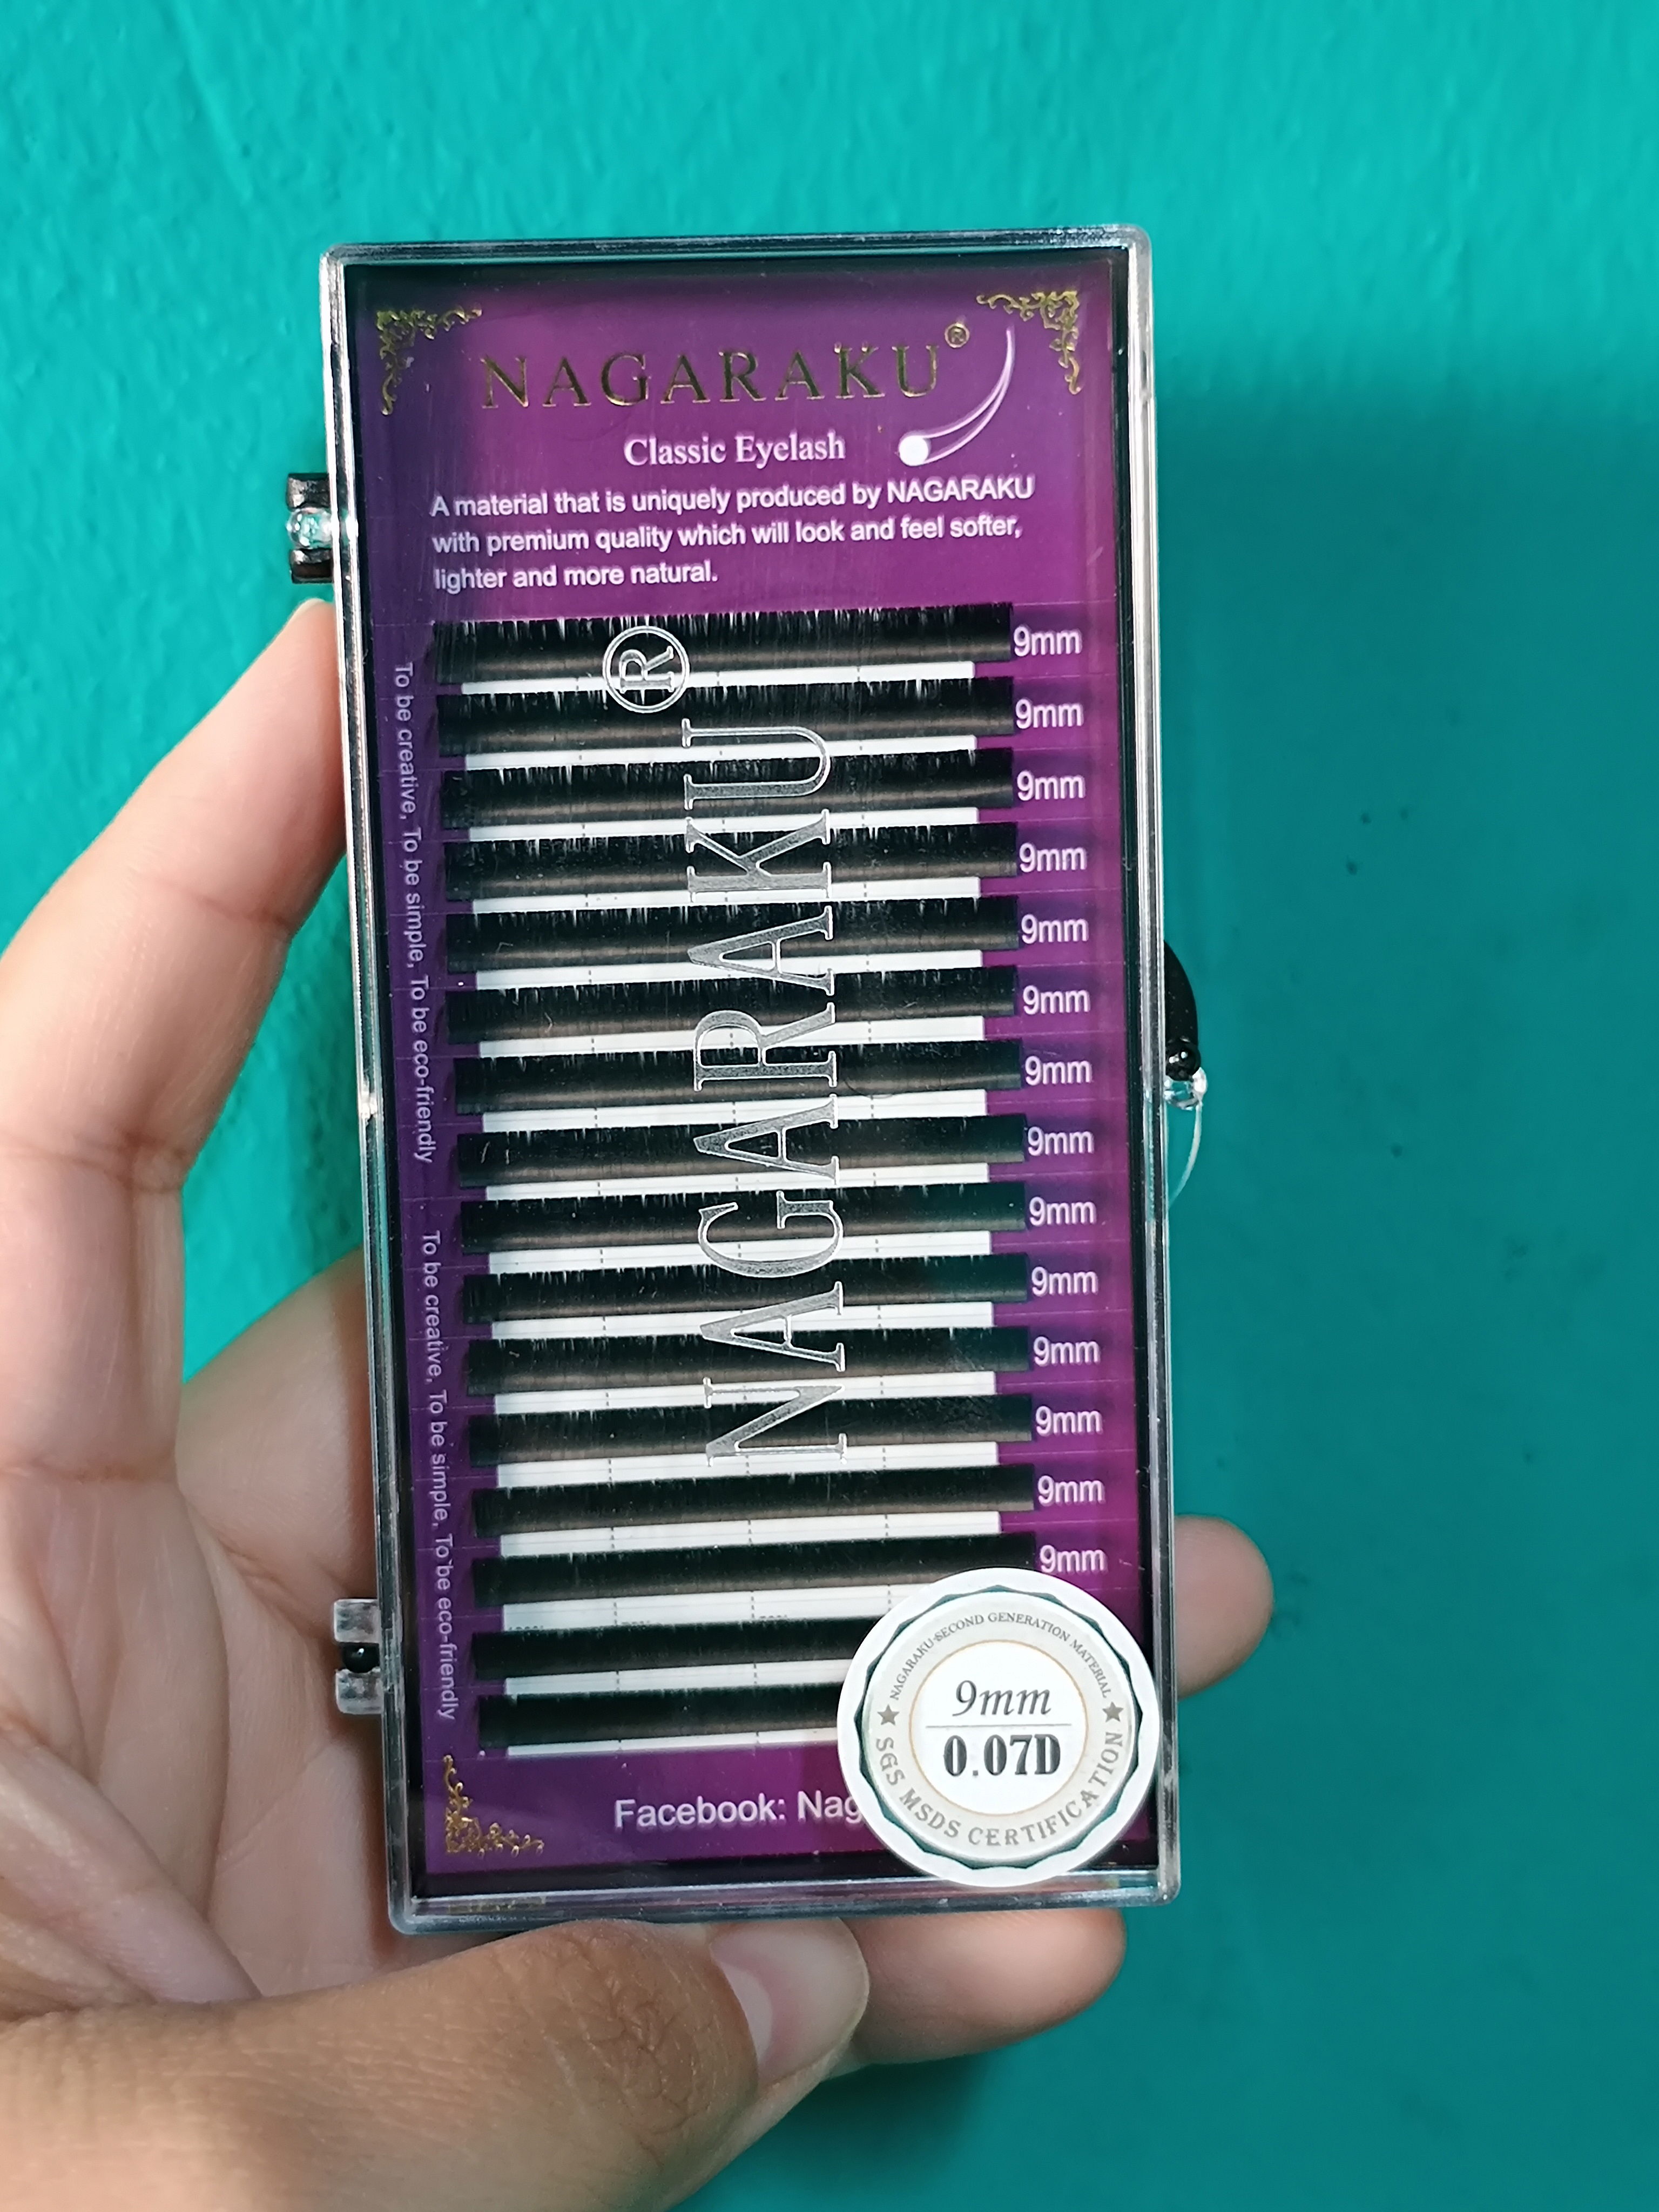 NAGARAKU®
Classic Eyelash
A material that is uniquely produced by NAGARAKU
with premium quality which will look and feel softer,
lighter and more natural.
9mm
9mm
9mm
9mm
9mm
9mm
9mm
9mm
9mm
9mm
9mm
9mm
9mm
9mm
NAGARAKU®
To be creative, To be simple, To be eco-friendly
To be creative, To be simple, To be eco-friendly
NAGARAKU SECOND GENERATION MATERIAL
9mm
0.07D
★ SGS MSDS CERTIFICATION ★
Facebook: